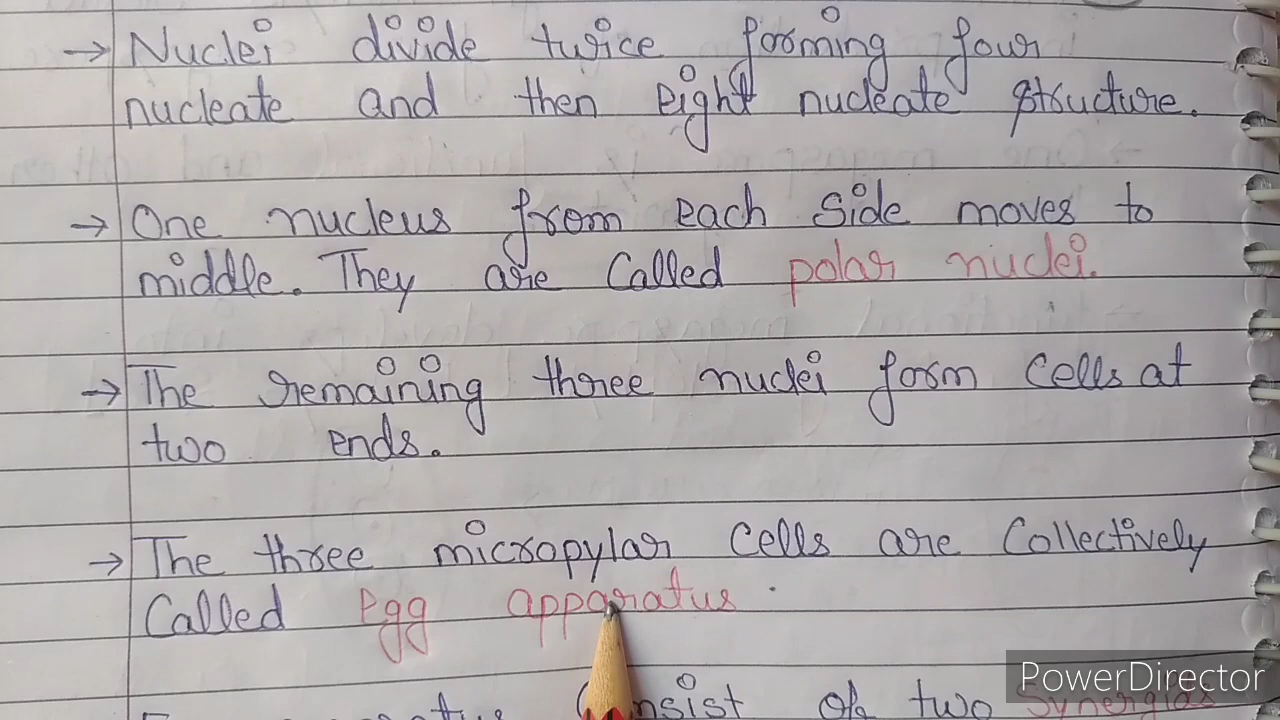 → Nuclei divide twice forming four
nucleate and then eight nucleate structure.
→ One nucleus from each side moves to
middle. They are called polar nuclei.
→ The remaining three nuclei form cells at
two ends.
→ The three micropylar cells are collectively
called egg apparatus.
consist of two synergids
PowerDirector